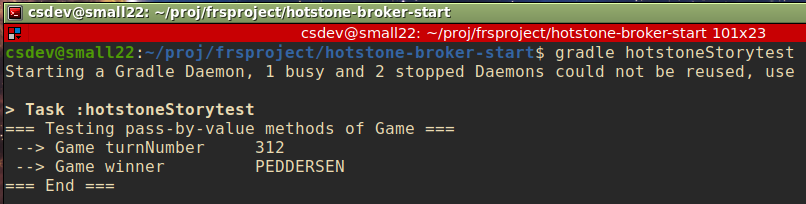 csdev@small22: ~/proj/frsproject/hotstone-broker-start
csdev@small22: ~/proj/frsproject/hotstone-broker-start 101x23
csdev@small22:~/proj/frsproject/hotstone-broker-start$ gradle hotstoneStorytest
Starting a Gradle Daemon, 1 busy and 2 stopped Daemons could not be reused, use
> Task :hotstoneStorytest
=== Testing pass-by-value methods of Game ===
--> Game turnNumber     312
--> Game winner         PEDDERSEN
=== End ===